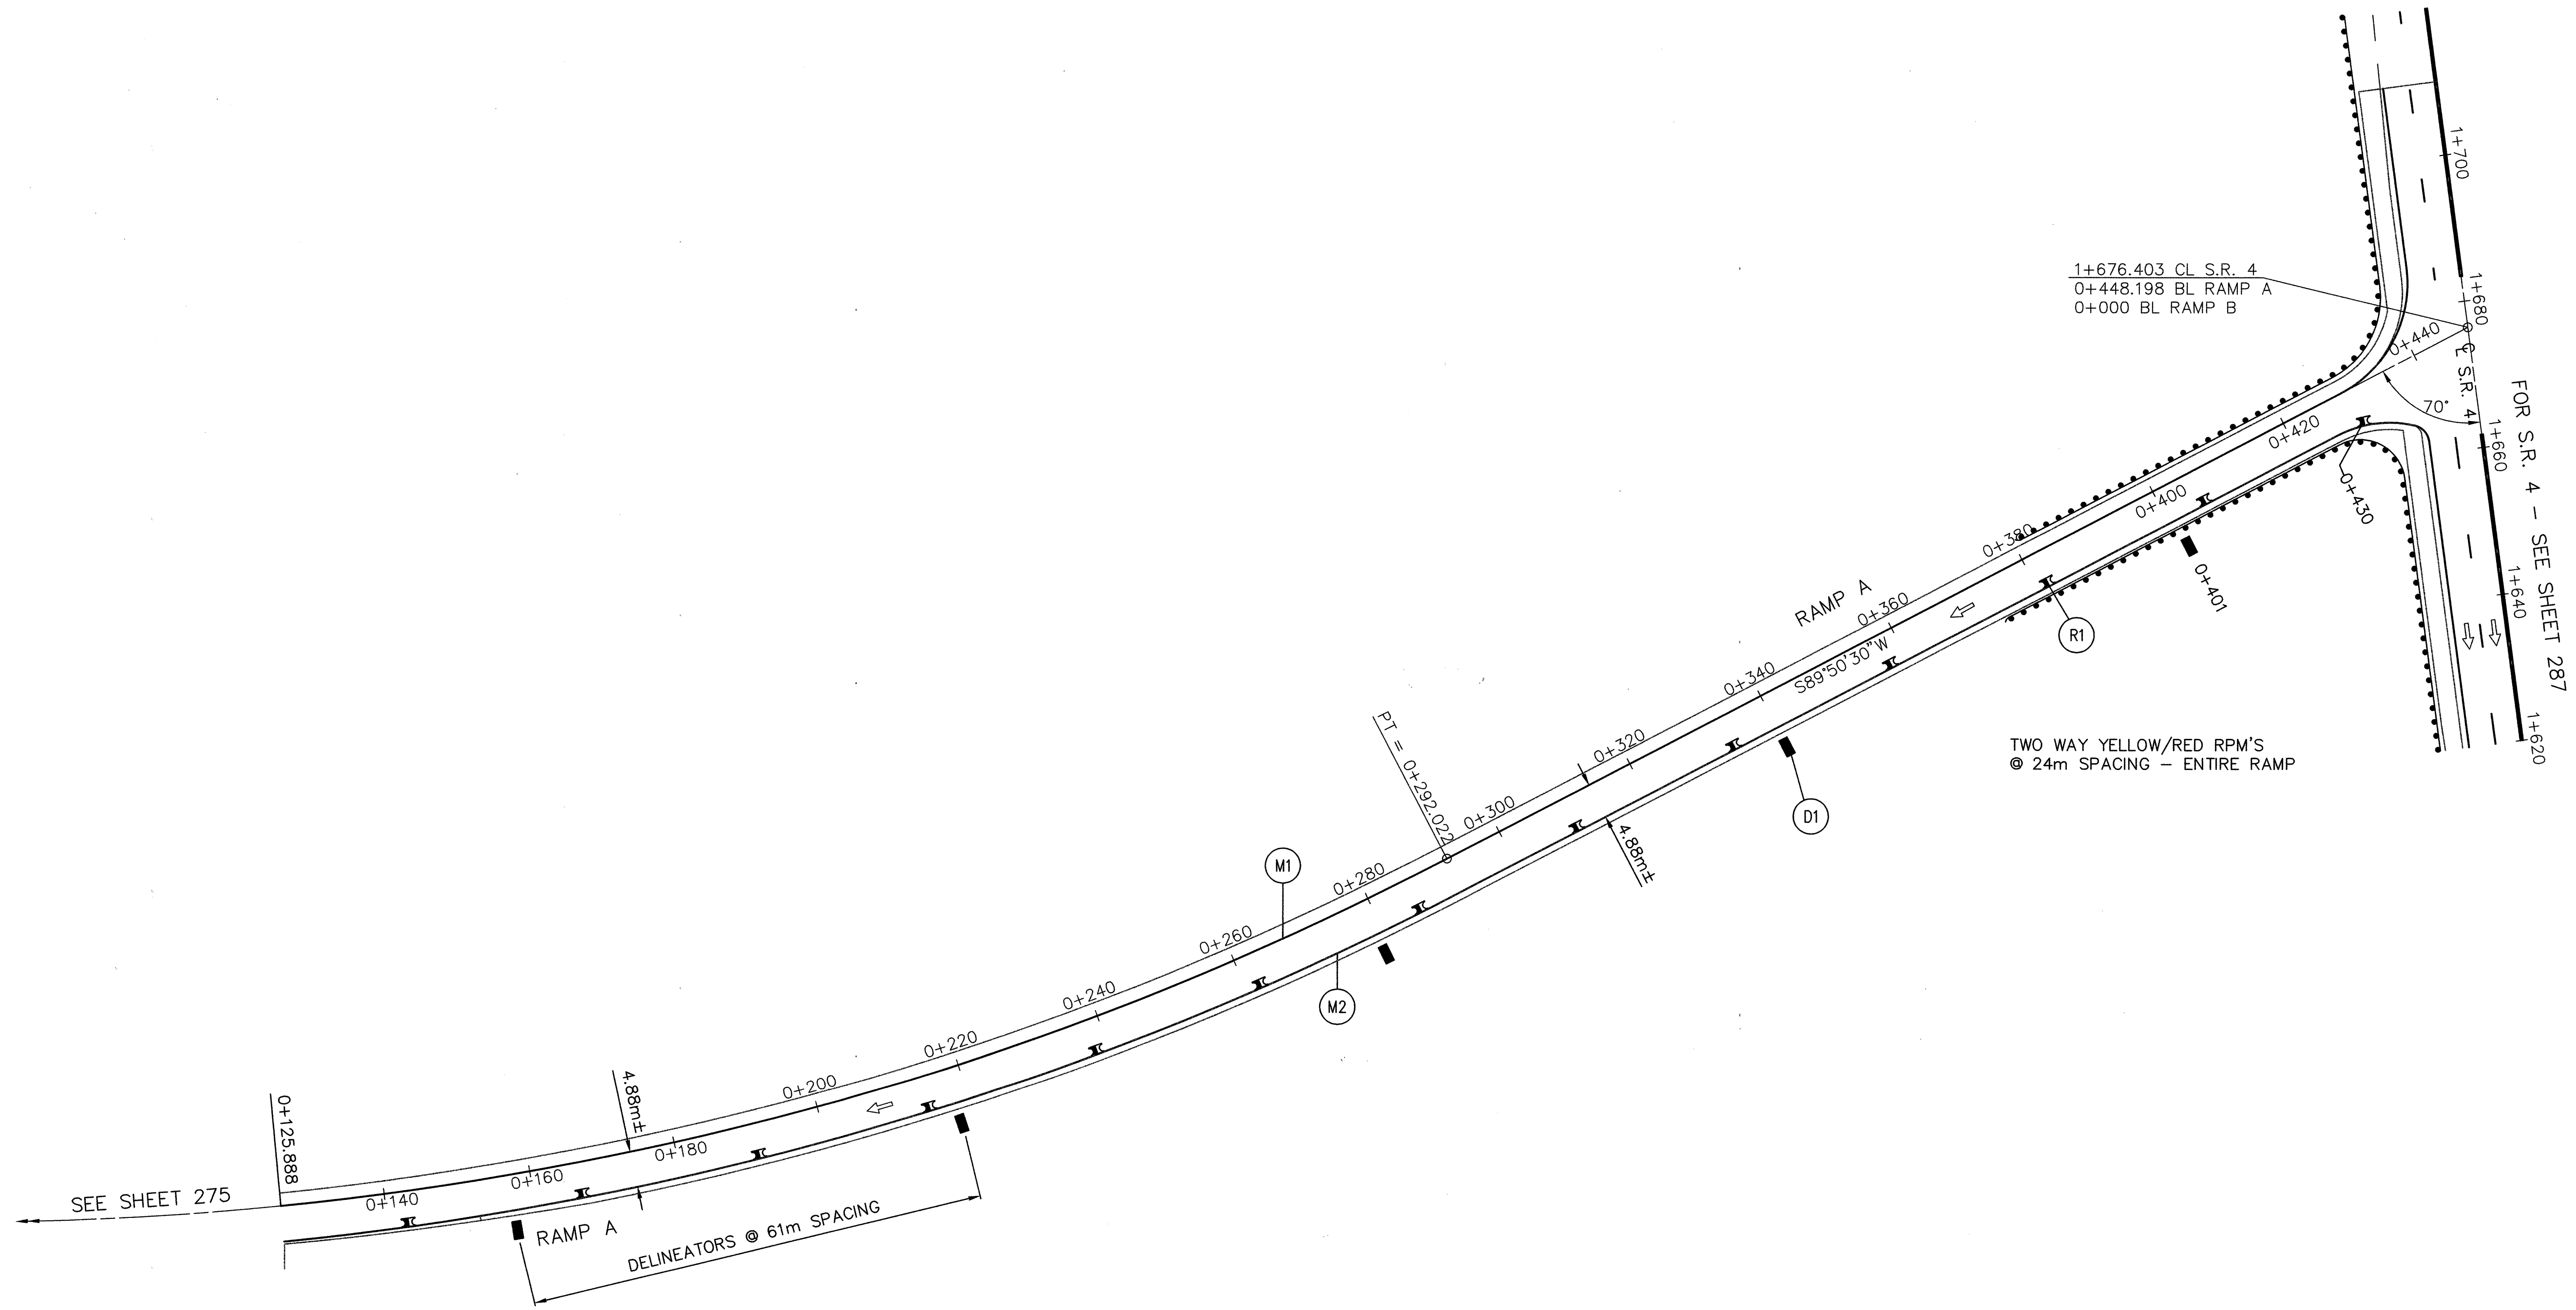 1+700
1+676.403 CL S.R. 4
0+448.198 BL RAMP A
0+000 BL RAMP B
1+680
0+440
℄ S.R. 4
70°
FOR S.R. 4 – SEE SHEET 287
1+660
0+420
0+430
0+400
0+401
0+380
1+640
R1
RAMP A
0+360
S89°50'30"W
0+340
1+620
TWO WAY YELLOW/RED RPM'S
@ 24m SPACING – ENTIRE RAMP
0+320
D1
PT = 0+292.022
0+300
4.88m±
M1
0+280
0+260
M2
0+240
0+220
0+200
4.88m±
0+180
0+125.888
0+160
0+140
SEE SHEET 275
RAMP A
DELINEATORS @ 61m SPACING